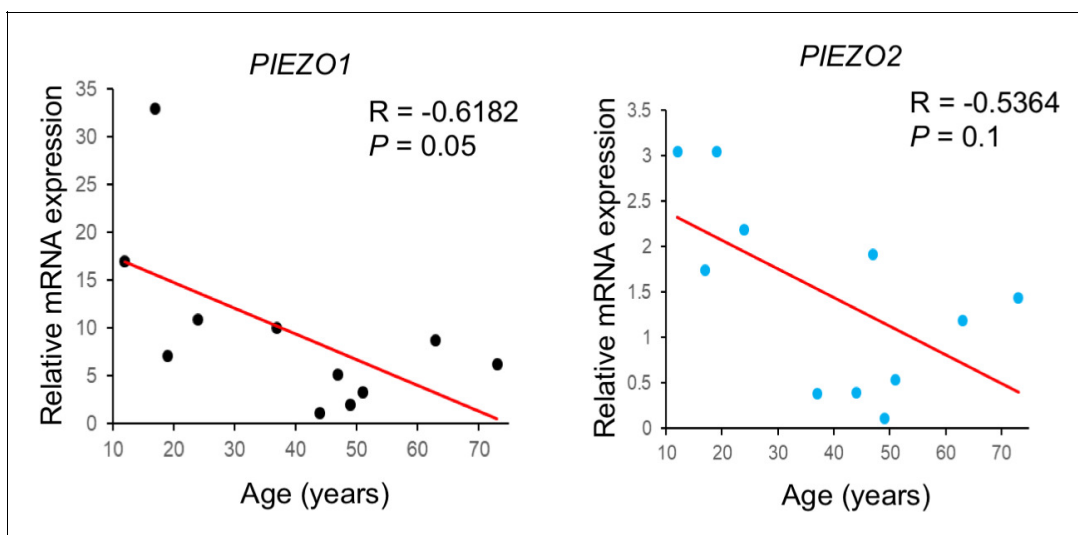 PIEZO1
R = -0.6182
P = 0.05
Relative mRNA expression
35
30
25
20
15
10
5
0
10 20 30 40 50 60 70
Age (years)
PIEZO2
R = -0.5364
P = 0.1
Relative mRNA expression
3.5
3
2.5
2
1.5
1
0.5
0
10 20 30 40 50 60 70
Age (years)